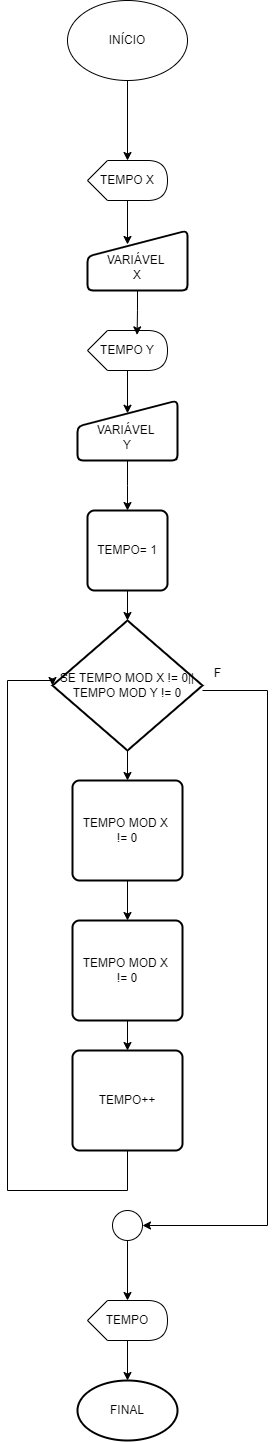 INÍCIO
TEMPO X
VARIÁVEL
X
TEMPO Y
VARIÁVEL
Y
TEMPO= 1
SE TEMPO MOD X != 0||
TEMPO MOD Y != 0
F
TEMPO MOD X
!= 0
TEMPO MOD X
!= 0
TEMPO++
TEMPO
FINAL